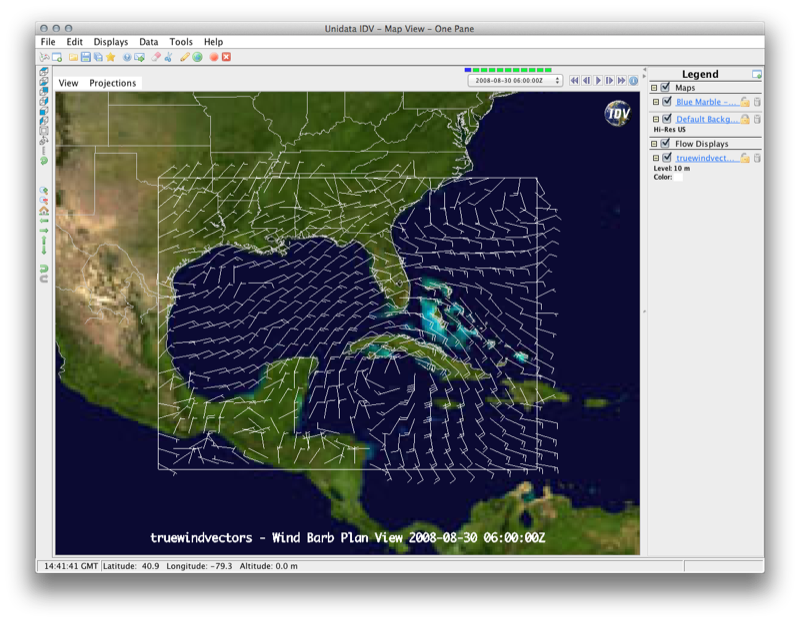 Unidata IDV - Map View - One Pane
File Edit Displays Data Tools Help
View Projections
2008-08-30 06:00:00Z
Legend
Maps
Blue Marble -...
Default Backg...
Hi-Res US
Flow Displays
truewindvect...
Level: 10 m
Color:
IDV
truewindvectors - Wind Barb Plan View 2008-08-30 06:00:00Z
14:41:41 GMT Latitude: 40.9 Longitude: -79.3 Altitude: 0.0 m